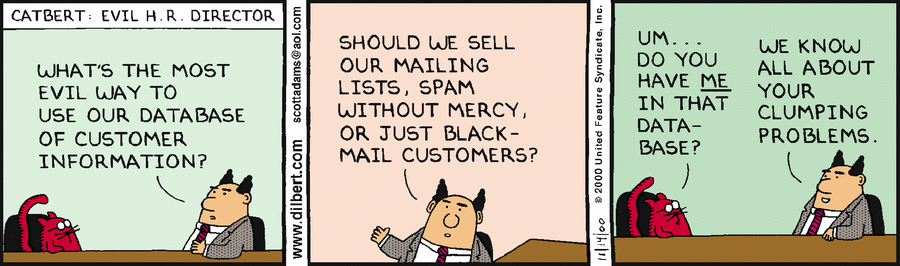 CATBERT: EVIL H.R. DIRECTOR
WHAT'S THE MOST
EVIL WAY TO
USE OUR DATABASE
OF CUSTOMER
INFORMATION?
www.dilbert.com scottadams@aol.com
SHOULD WE SELL
OUR MAILING
LISTS, SPAM
WITHOUT MERCY,
OR JUST BLACK-
MAIL CUSTOMERS?
12/14/00 © 2000 United Feature Syndicate, Inc.
UM...
DO YOU
HAVE ME
IN THAT
DATA-
BASE?
WE KNOW
ALL ABOUT
YOUR
CLUMPING
PROBLEMS.